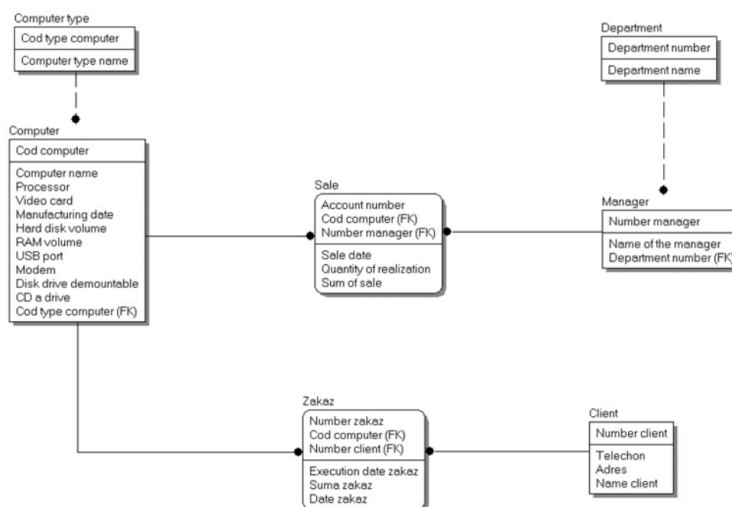 Computer type
Cod type computer
Computer type name
Department
Department number
Department name
Computer
Cod computer
Computer name
Processor
Video card
Manufacturing date
Hard disk volume
RAM volume
USB port
Modem
Disk drive demountable
CD a drive
Cod type computer (FK)
Sale
Account number
Cod computer (FK)
Number manager (FK)
Sale date
Quantity of realization
Sum of sale
Manager
Number manager
Name of the manager
Department number (FK)
Zakaz
Number zakaz
Cod computer (FK)
Number client (FK)
Execution date zakaz
Suma zakaz
Date zakaz
Client
Number client
Telechon
Adres
Name client